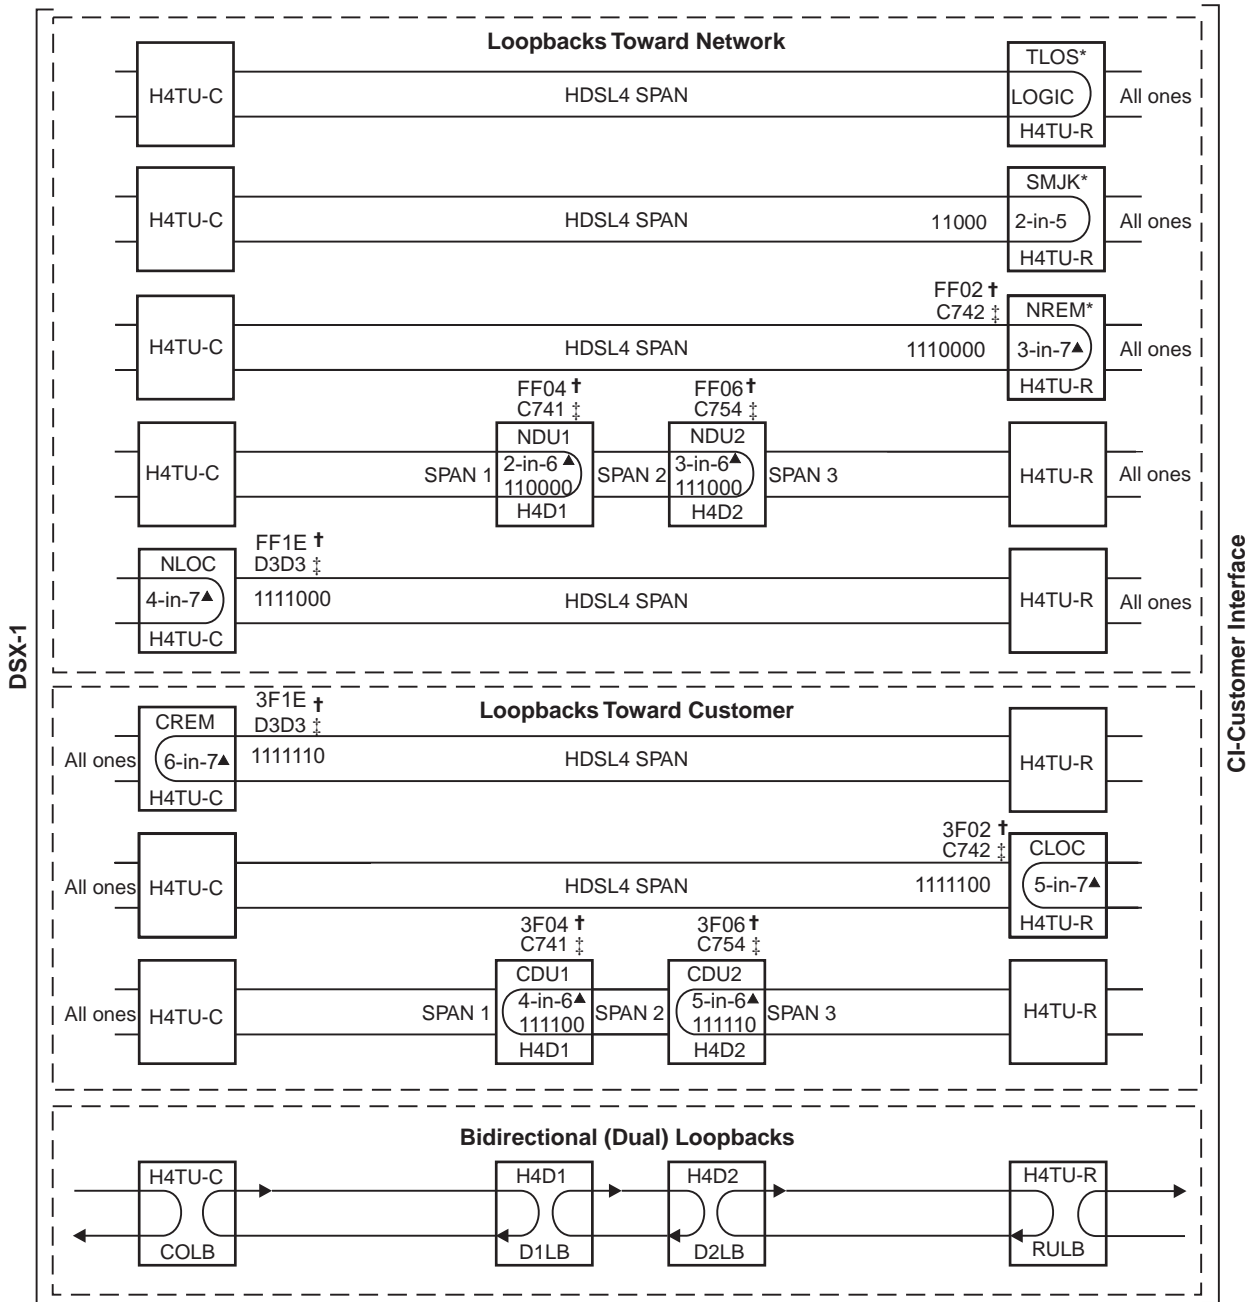 Loopbacks Toward Network
H4TU-C
HDSL4 SPAN
TLOS*
LOGIC
H4TU-R
All ones
H4TU-C
HDSL4 SPAN
11000
SMJK*
2-in-5
H4TU-R
All ones
H4TU-C
HDSL4 SPAN
FF02 †
C742 ‡
1110000
NREM*
3-in-7▲
H4TU-R
All ones
H4TU-C
SPAN 1
FF04 †
C741 ‡
NDU1
2-in-6 ▲
110000
H4D1
SPAN 2
FF06 †
C754 ‡
NDU2
3-in-6▲
111000
H4D2
SPAN 3
H4TU-R
All ones
NLOC
4-in-7▲
H4TU-C
FF1E †
D3D3 ‡
1111000
HDSL4 SPAN
H4TU-R
All ones
DSX-1
CI-Customer Interface
Loopbacks Toward Customer
All ones
CREM
6-in-7▲
H4TU-C
3F1E †
D3D3 ‡
1111110
HDSL4 SPAN
H4TU-R
All ones
H4TU-C
HDSL4 SPAN
3F02 †
C742 ‡
1111100
CLOC
5-in-7▲
H4TU-R
All ones
H4TU-C
SPAN 1
3F04 †
C741 ‡
CDU1
4-in-6▲
111100
H4D1
SPAN 2
3F06 †
C754 ‡
CDU2
5-in-6▲
111110
H4D2
SPAN 3
H4TU-R
Bidirectional (Dual) Loopbacks
H4TU-C
COLB
H4D1
D1LB
H4D2
D2LB
H4TU-R
RULB